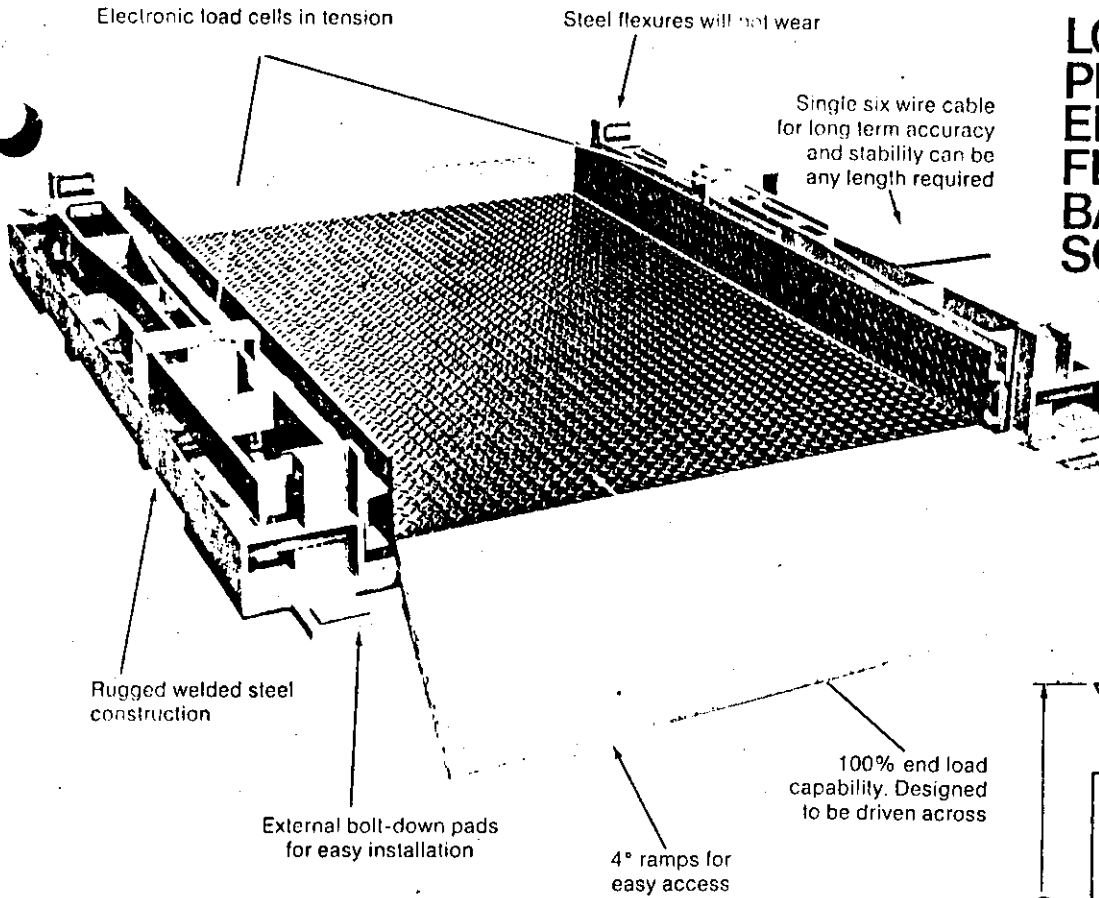 Electronic load cells in tension
Steel flexures will not wear
Single six wire cable
for long term accuracy
and stability can be
any length required
Rugged welded steel
construction
External bolt-down pads
for easy installation
4° ramps for
easy access
100% end load
capability. Designed
to be driven across